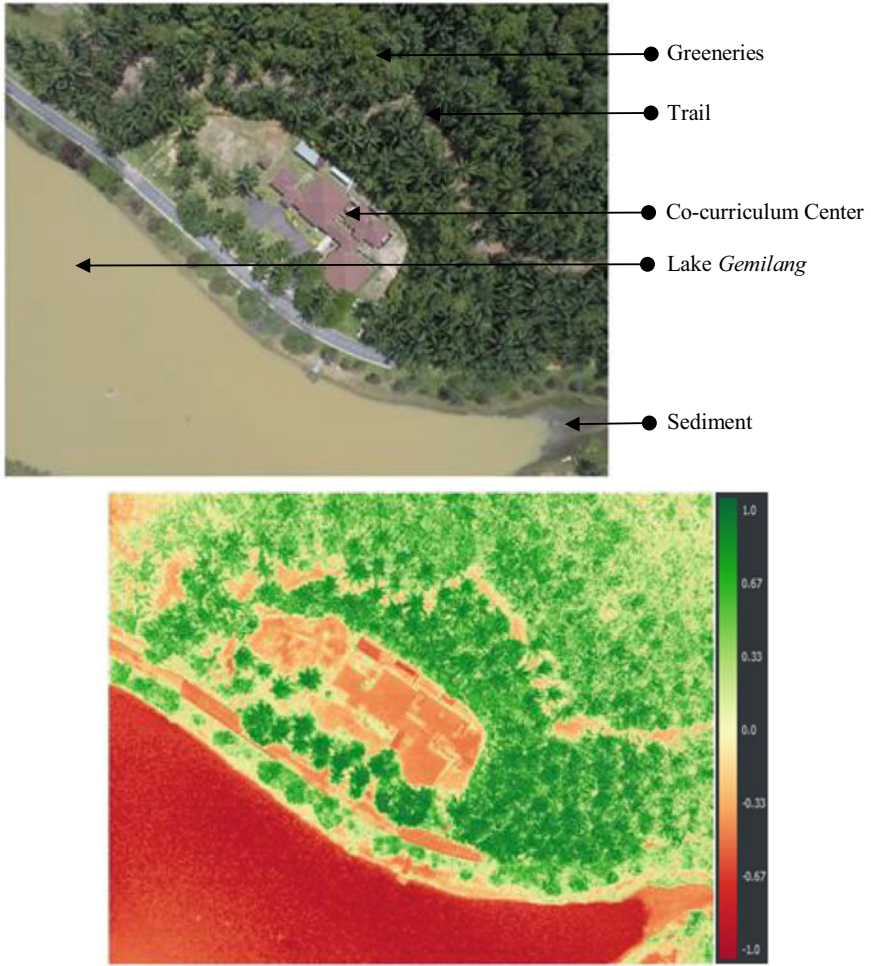 Greeneries
Trail
Co-curriculum Center
Lake Gemilang
Sediment
1.0
0.67
0.33
0.0
-0.33
-0.67
-1.0